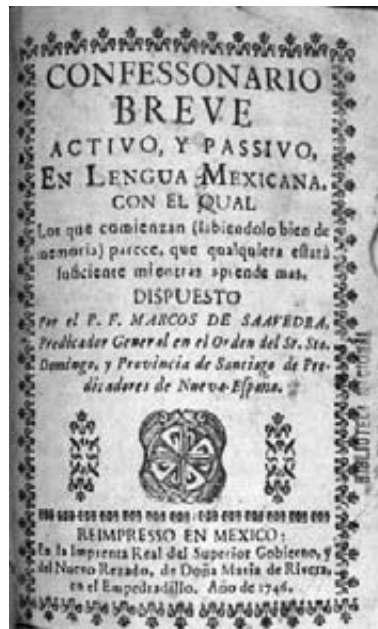 CONFESSONARIO
BREVE
ACTIVO, Y PASSIVO,
EN LENGUA MEXICANA.
CON EL QUAL
Los que comienzan (sabiendolo bien de
memoria) parece, que qualquiera estarà
suficiente mientras aprende mas.
DISPUESTO
Por el P. F. MARCOS DE SAAVEDRA,
Predicador General en el Orden del Sr. Sto.
Domingo, y Provincia de Santiago de Pre-
dicadores de Nueva-España.
REIMPRESSO EN MEXICO:
En la Imprenta Real del Superior Gobierno, y
del Nuevo Rezado, de Doña Maria de Rivera,
en el Empedradillo. Año de 1746.
BIBLIOTECA